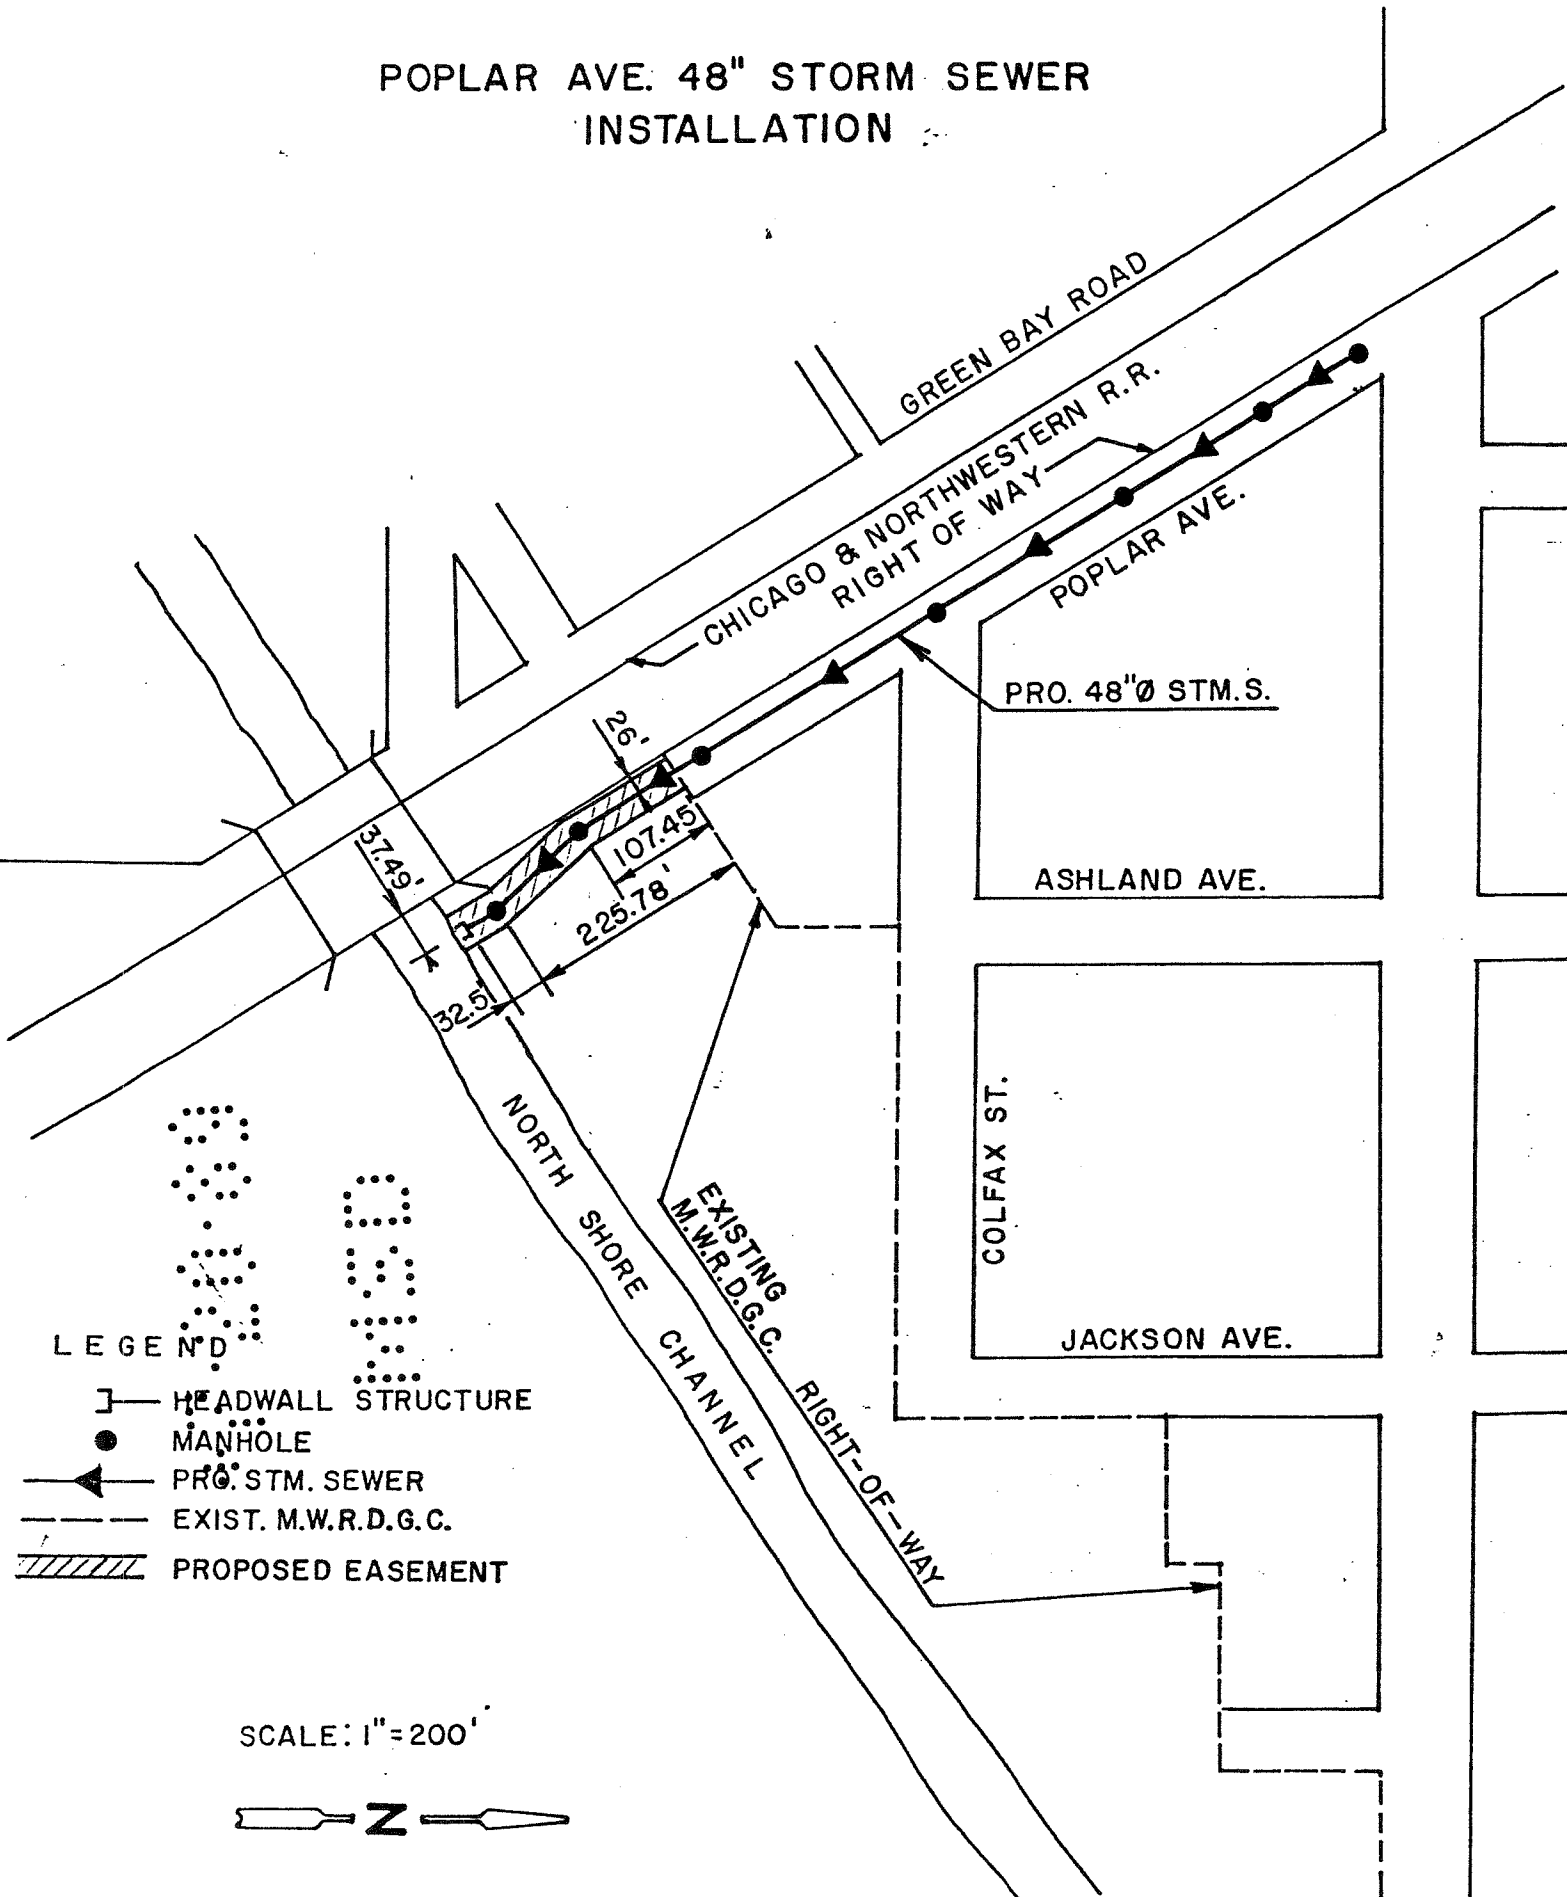 POPLAR AVE. 48" STORM SEWER
INSTALLATION
GREEN BAY ROAD
CHICAGO & NORTHWESTERN R.R.
RIGHT OF WAY
POPLAR AVE.
PRO. 48"Ø STM.S.
26'
107.45'
225.78'
37.49'
32.5'
ASHLAND AVE.
COLFAX ST.
JACKSON AVE.
NORTH SHORE CHANNEL
EXISTING
M.W.R.D.G.C. RIGHT-OF-WAY
LEGEND
HEADWALL STRUCTURE
MANHOLE
PRO. STM. SEWER
EXIST. M.W.R.D.G.C.
PROPOSED EASEMENT
SCALE: 1"=200'
N